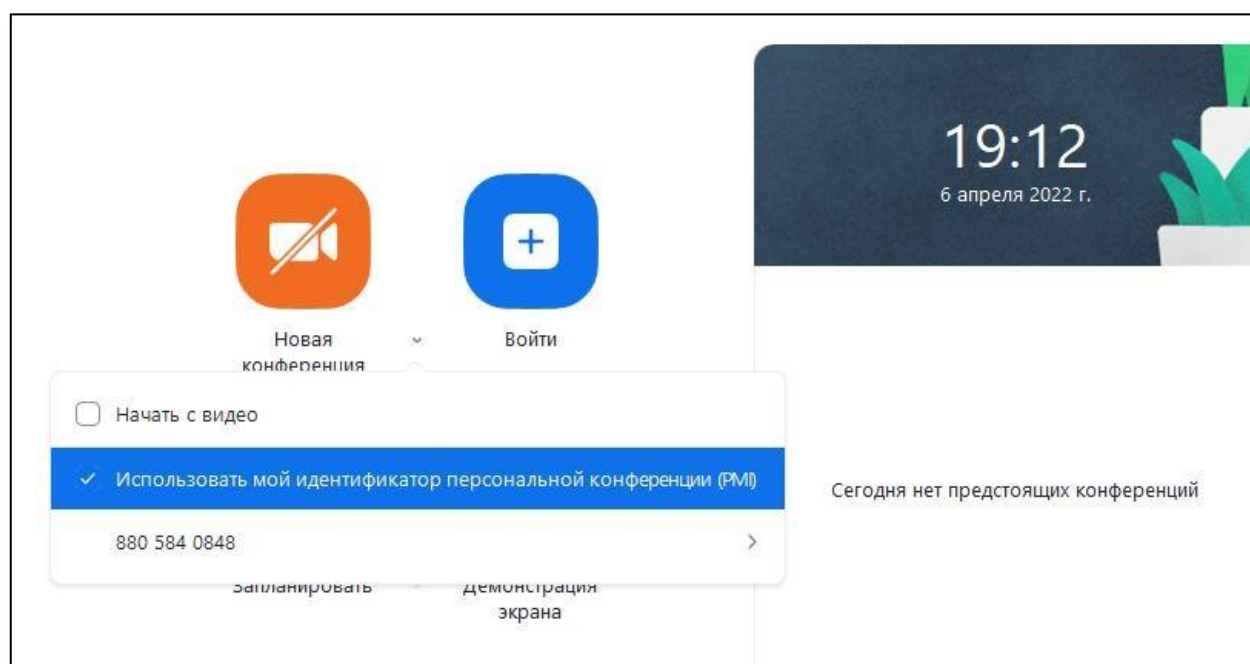 19:12
6 апреля 2022 г.
Новая
конференция
Войти
Начать с видео
Использовать мой идентификатор персональной конференции (PMI)
880 584 0848
Запланировать
Демонстрация
экрана
Сегодня нет предстоящих конференций